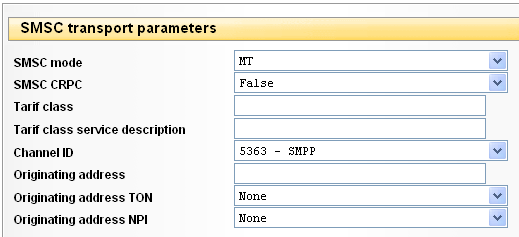 SMSC transport parameters
SMSC mode MT
SMSC CRPC False
Tarif class
Tarif class service description
Channel ID 5363 - SMPP
Originating address
Originating address TON None
Originating address NPI None